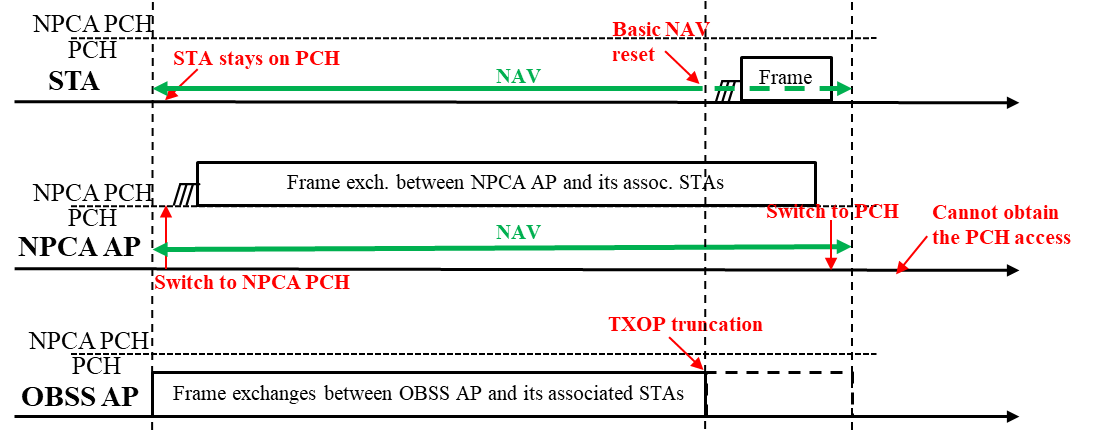 NPCA PCH
PCH
STA
STA stays on PCH
NAV
Basic NAV
reset
Frame
Frame exch. between NPCA AP and its assoc. STAs
NPCA PCH
PCH
NPCA AP
NAV
Switch to PCH
Cannot obtain
the PCH access
Switch to NPCA PCH
TXOP truncation
NPCA PCH
PCH
OBSS AP
Frame exchanges between OBSS AP and its associated STAs